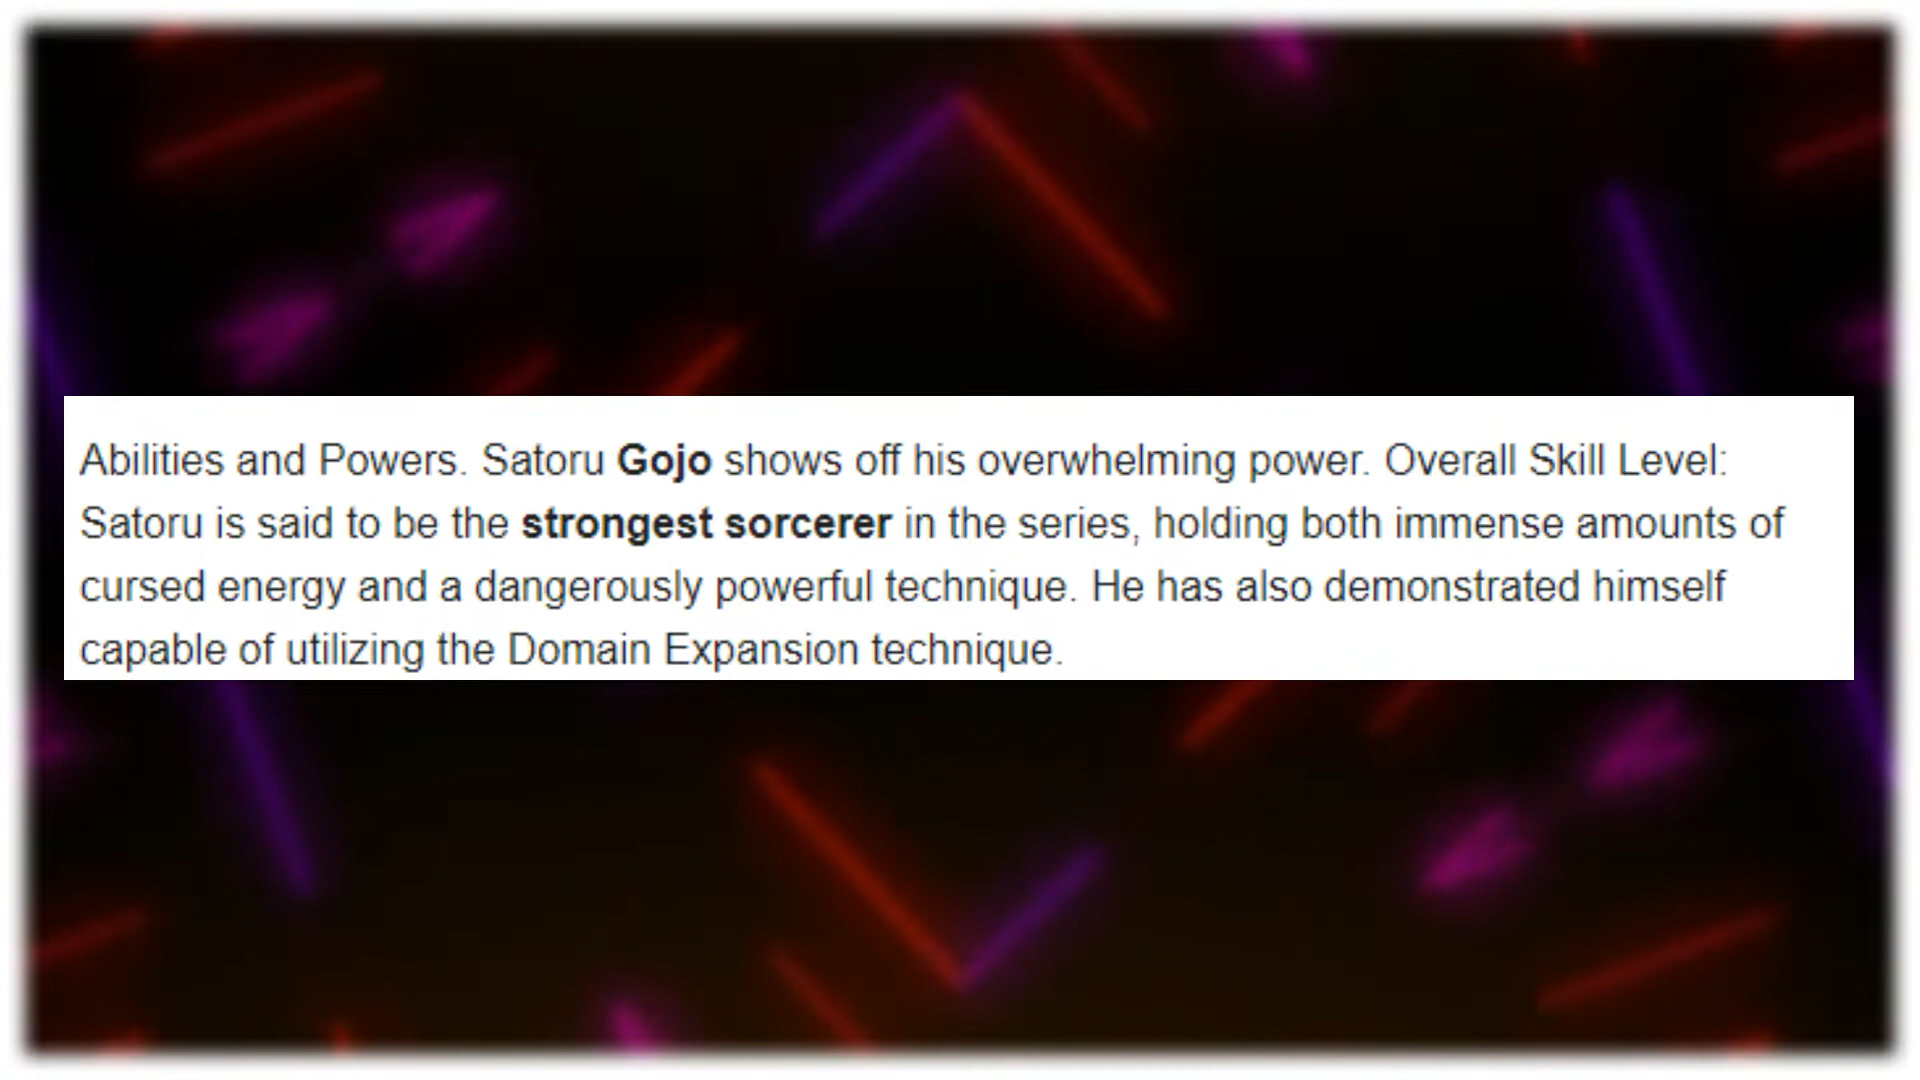 Abilities and Powers. Satoru Gojo shows off his overwhelming power. Overall Skill Level:
Satoru is said to be the strongest sorcerer in the series, holding both immense amounts of
cursed energy and a dangerously powerful technique. He has also demonstrated himself
capable of utilizing the Domain Expansion technique.